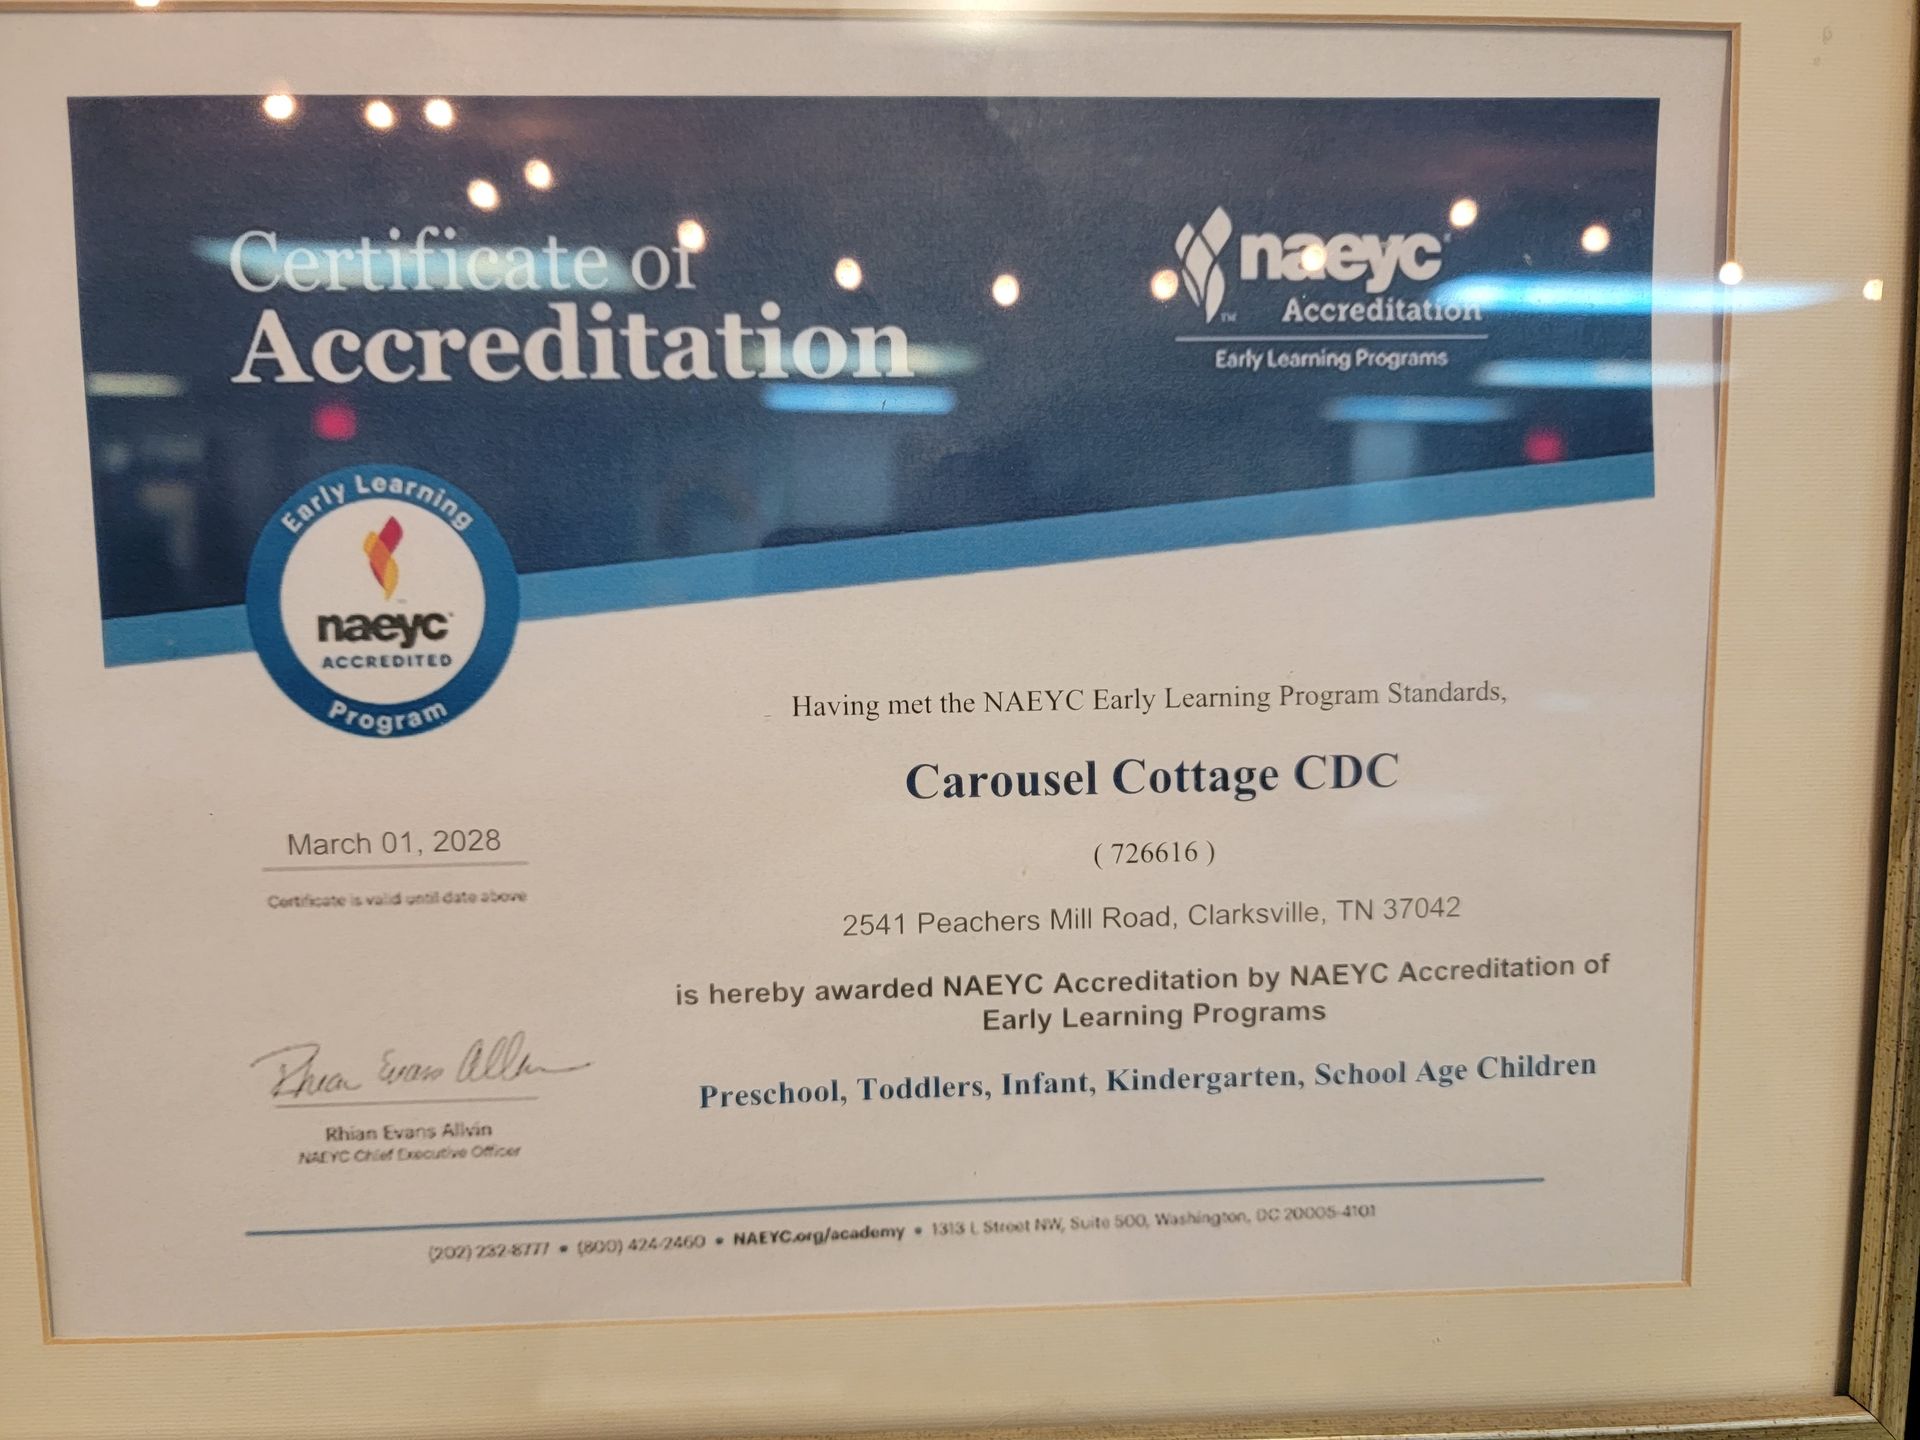 Certificate of
Accreditation
naeyc
Accreditation
Early Learning Programs
Early Learning
naeyc
ACCREDITED
Program
Having met the NAEYC Early Learning Program Standards,
Carousel Cottage CDC
( 726616 )
2541 Peachers Mill Road, Clarksville, TN 37042
is hereby awarded NAEYC Accreditation by NAEYC Accreditation of
Early Learning Programs
Preschool, Toddlers, Infant, Kindergarten, School Age Children
March 01, 2028
Certificate is valid until date above
Rhian Evans Allvin
Rhian Evans Allvin
NAEYC Chief Executive Officer
(202) 232-8777 • (800) 424-2460 • NAEYC.org/academy • 1313 L Street NW, Suite 500, Washington, DC 20005-4101